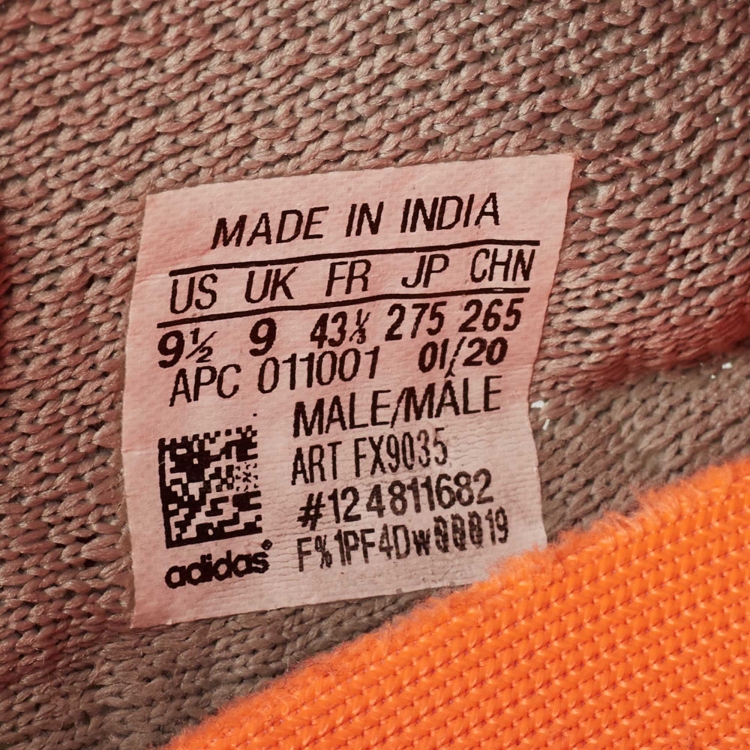 MADE IN INDIA
US UK FR JP CHN
9½ 9 43⅓ 275 265
APC 011001 01/20
MALE/MÂLE
ART FX9035
#124811682
adidas®